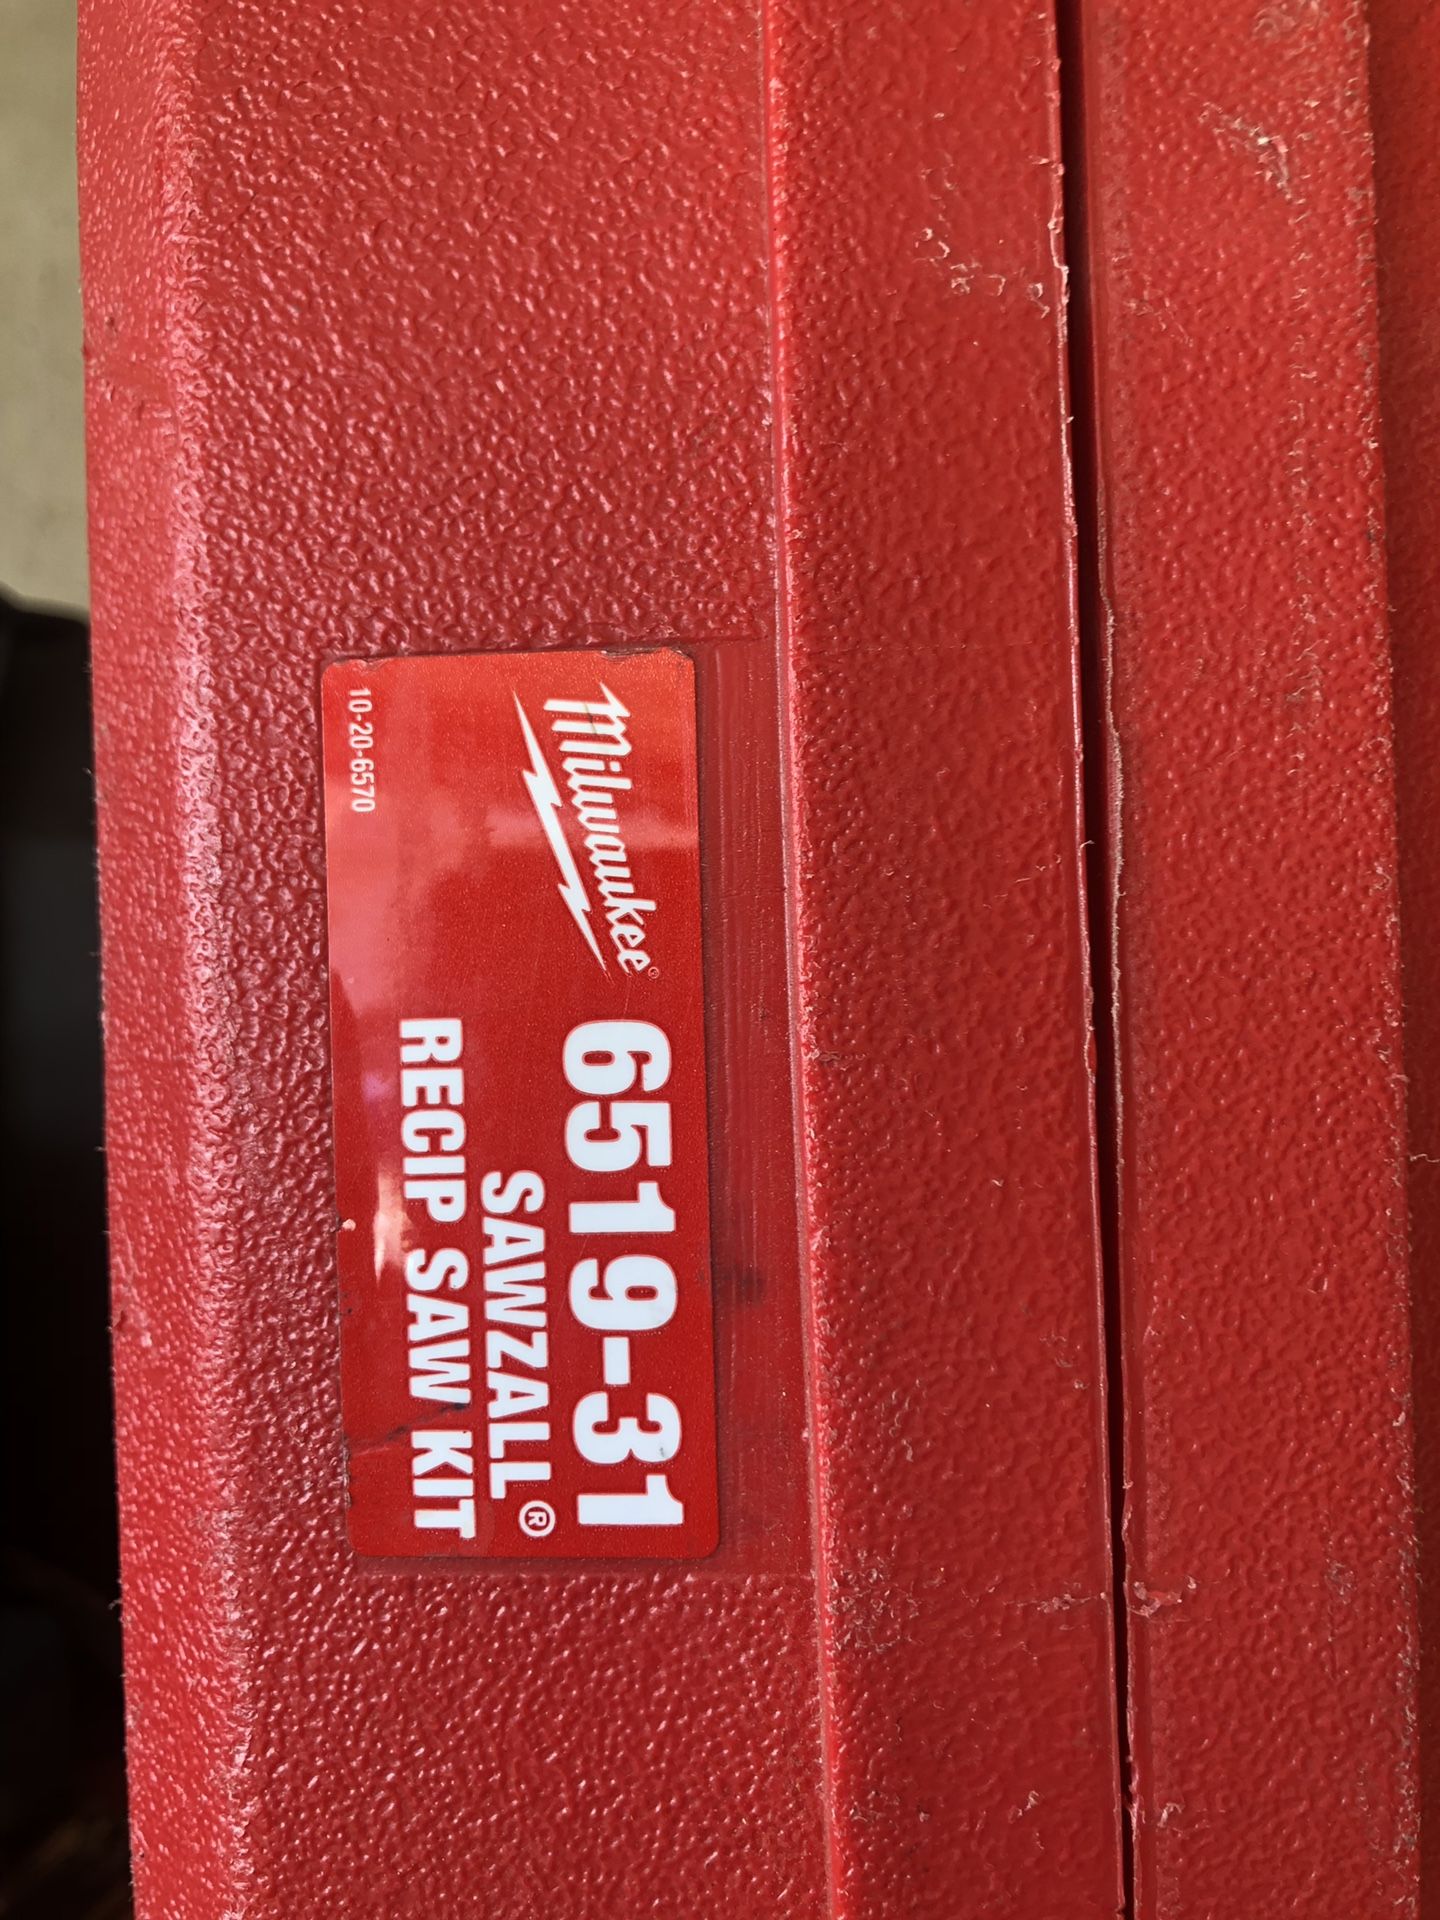 Milwaukee®
6519-31
SAWZALL®
RECIP SAW KIT
10-20-6570